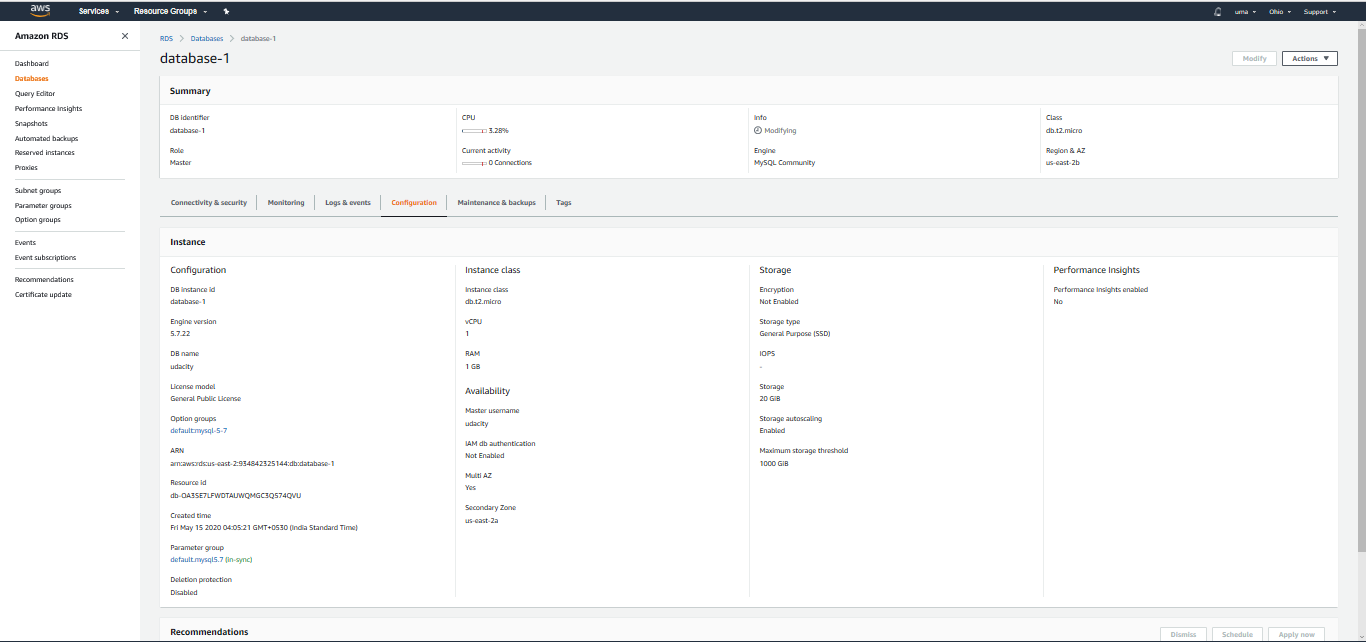 aws Services Resource Groups uma Ohio Support
Amazon RDS
Dashboard
Databases
Query Editor
Performance Insights
Snapshots
Automated backups
Reserved instances
Proxies
Subnet groups
Parameter groups
Option groups
Events
Event subscriptions
Recommendations
Certificate update
RDS > Databases > database-1
database-1
Modify Actions
Summary
DB identifier
database-1
Role
Master
CPU
3.28%
Current activity
0 Connections
Info
Modifying
Engine
MySQL Community
Class
db.t2.micro
Region & AZ
us-east-2b
Connectivity & security Monitoring Logs & events Configuration Maintenance & backups Tags
Instance
Configuration
DB instance id
database-1
Engine version
5.7.22
DB name
udacity
License model
General Public License
Option groups
default:mysql-5-7
ARN
arn:aws:rds:us-east-2:934842325144:db:database-1
Resource id
db-OA3SE7LFWDTAUWQMGC3Q574QVU
Created time
Fri May 15 2020 04:05:21 GMT+0530 (India Standard Time)
Parameter group
default.mysql5.7 (in-sync)
Deletion protection
Disabled
Instance class
Instance class
db.t2.micro
vCPU
1
RAM
1 GB
Availability
Master username
udacity
IAM db authentication
Not Enabled
Multi AZ
Yes
Secondary Zone
us-east-2a
Storage
Encryption
Not Enabled
Storage type
General Purpose (SSD)
IOPS
-
Storage
20 GiB
Storage autoscaling
Enabled
Maximum storage threshold
1000 GiB
Performance Insights
Performance Insights enabled
No
Recommendations
Dismiss Schedule Apply now